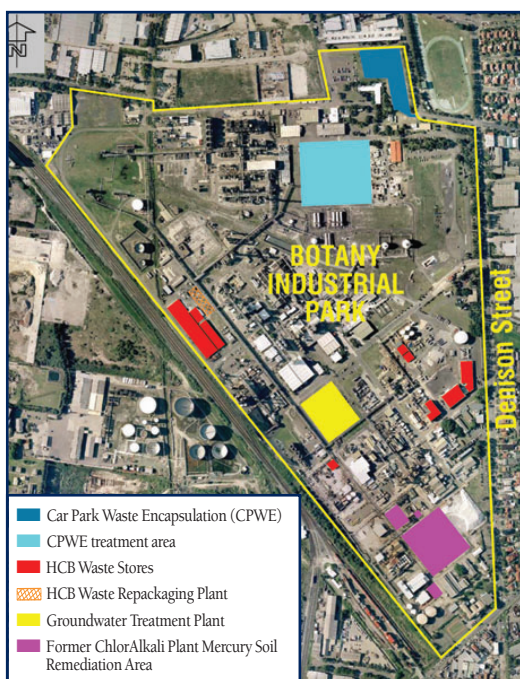 N
BOTANY
INDUSTRIAL
PARK
Denison Street
Car Park Waste Encapsulation (CPWE)
CPWE treatment area
HCB Waste Stores
HCB Waste Repackaging Plant
Groundwater Treatment Plant
Former ChlorAlkali Plant Mercury Soil
Remediation Area